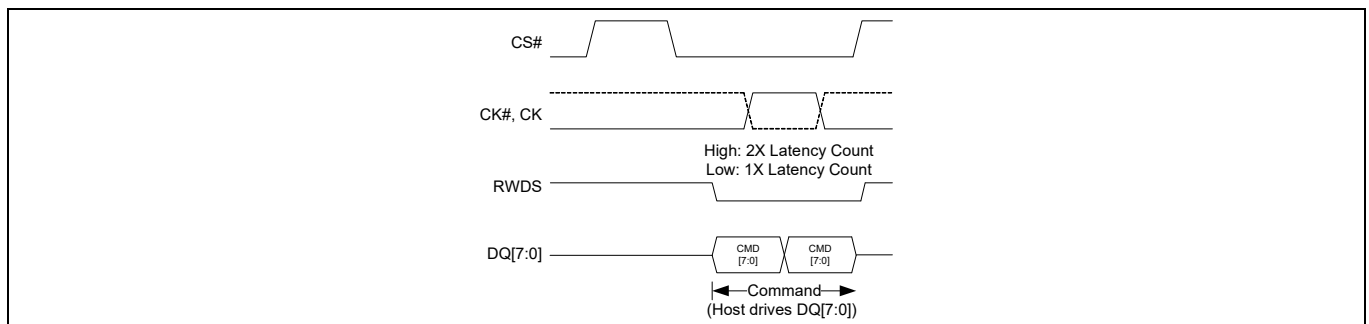 CS#
CK#, CK
High: 2X Latency Count
Low: 1X Latency Count
RWDS
DQ[7:0]
CMD
[7:0]
CMD
[7:0]
Command
(Host drives DQ[7:0])